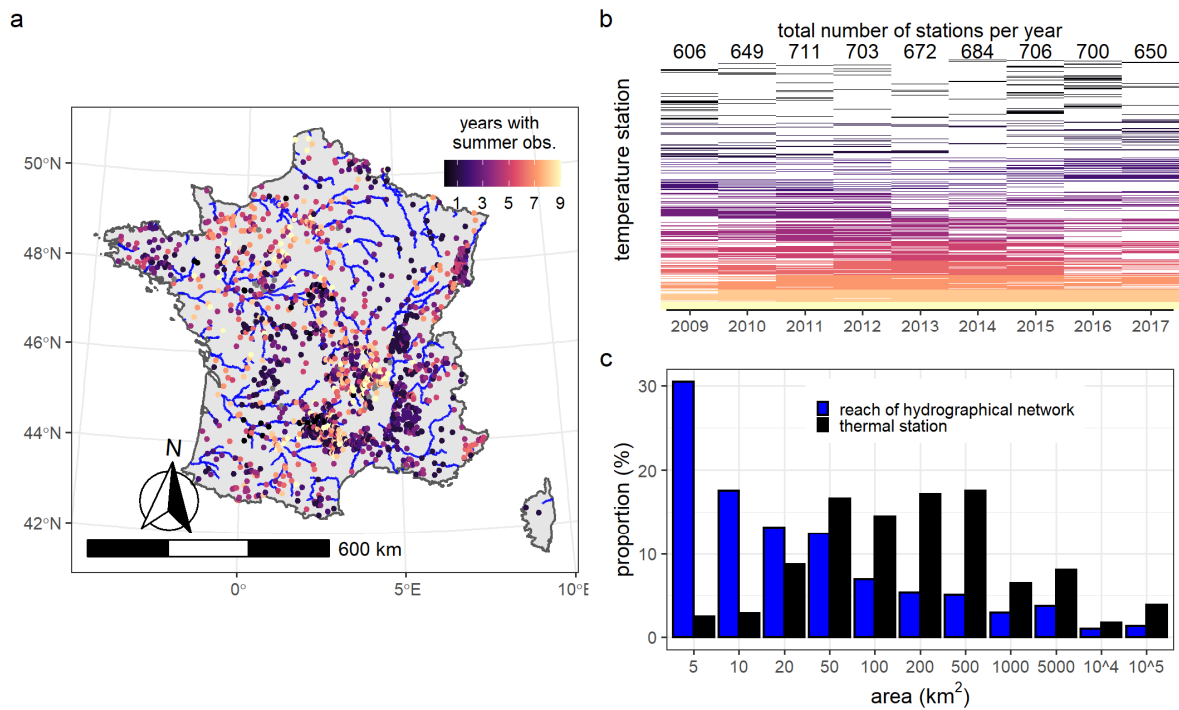 a
years with
summer obs.
1 3 5 7 9
50°N
48°N
46°N
44°N
42°N
N
600 km
0°
5°E
10°E
b
total number of stations per year
606 649 711 703 672 684 706 700 650
temperature station
2009 2010 2011 2012 2013 2014 2015 2016 2017
c
30
20
10
0
proportion (%)
reach of hydrographical network
thermal station
5 10 20 50 100 200 500 1000 5000 10^4 10^5
area (km²)